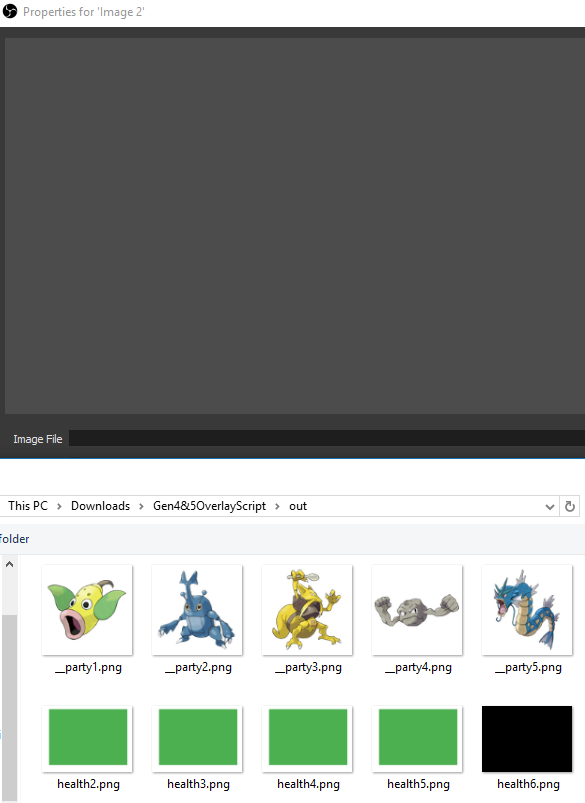 Properties for 'Image 2'
Image File
This PC > Downloads > Gen4&5OverlayScript > out
folder
__party1.png __party2.png __party3.png __party4.png __party5.png
health2.png health3.png health4.png health5.png health6.png